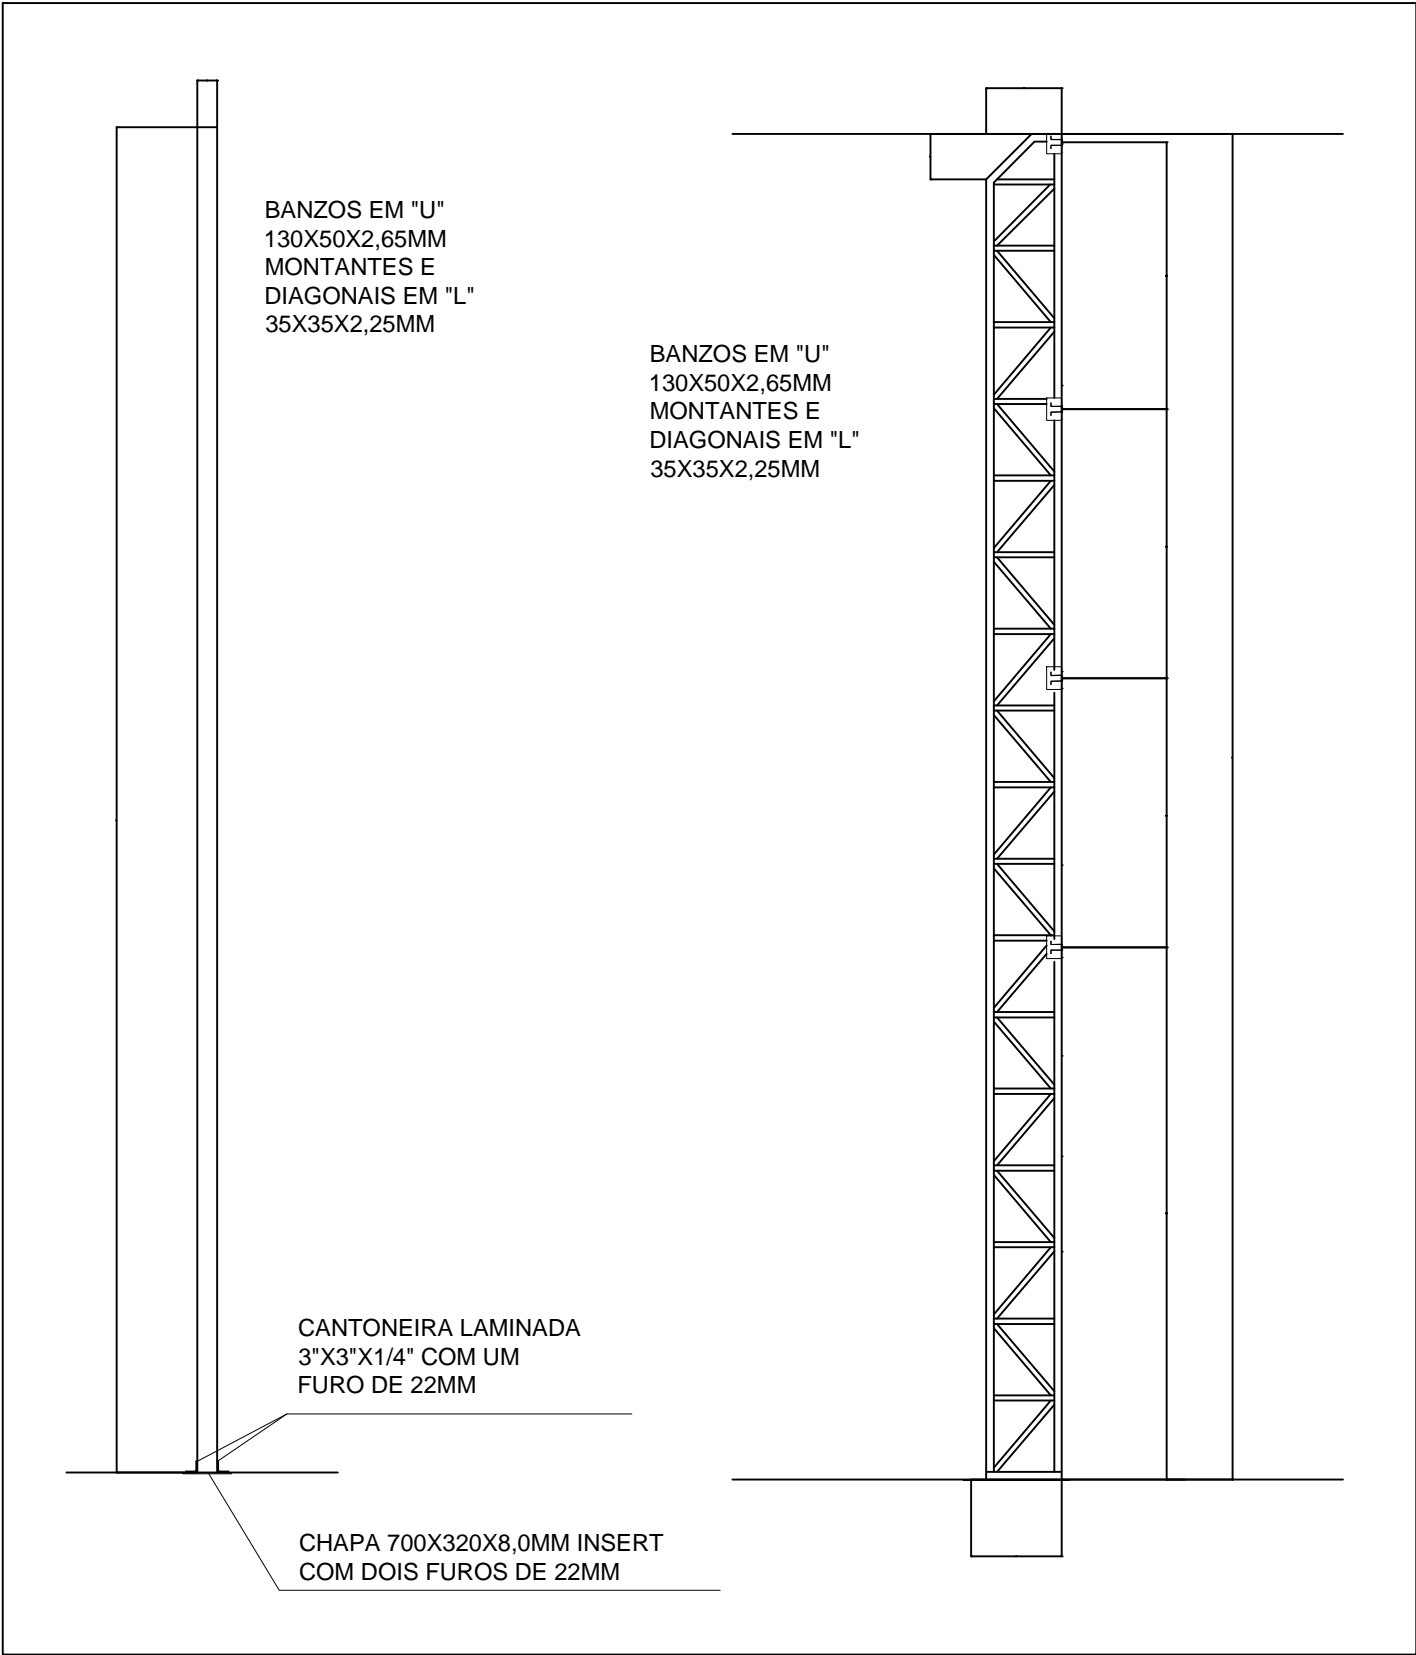 BANZOS EM "U"
130X50X2,65MM
MONTANTES E
DIAGONAIS EM "L"
35X35X2,25MM
BANZOS EM "U"
130X50X2,65MM
MONTANTES E
DIAGONAIS EM "L"
35X35X2,25MM
CANTONEIRA LAMINADA
3"X3"X1/4" COM UM
FURO DE 22MM
CHAPA 700X320X8,0MM INSERT
COM DOIS FUROS DE 22MM